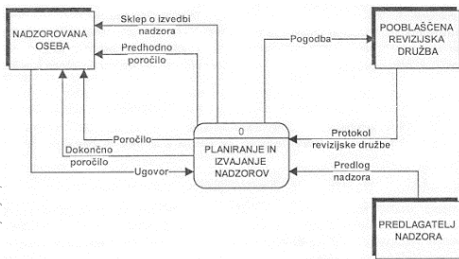 NADZOROVANA
OSEBA
Sklep o izvedbi
nadzora
Predhodno
poročilo
Pogodba
POOBLAŠČENA
REVIZIJSKA
DRUŽBA
Poročilo
Dokončno
poročilo
Ugovor
0
PLANIRANJE IN
IZVAJANJE
NADZOROV
Protokol
revizijske družbe
Predlog
nadzora
PREDLAGATELJ
NADZORA